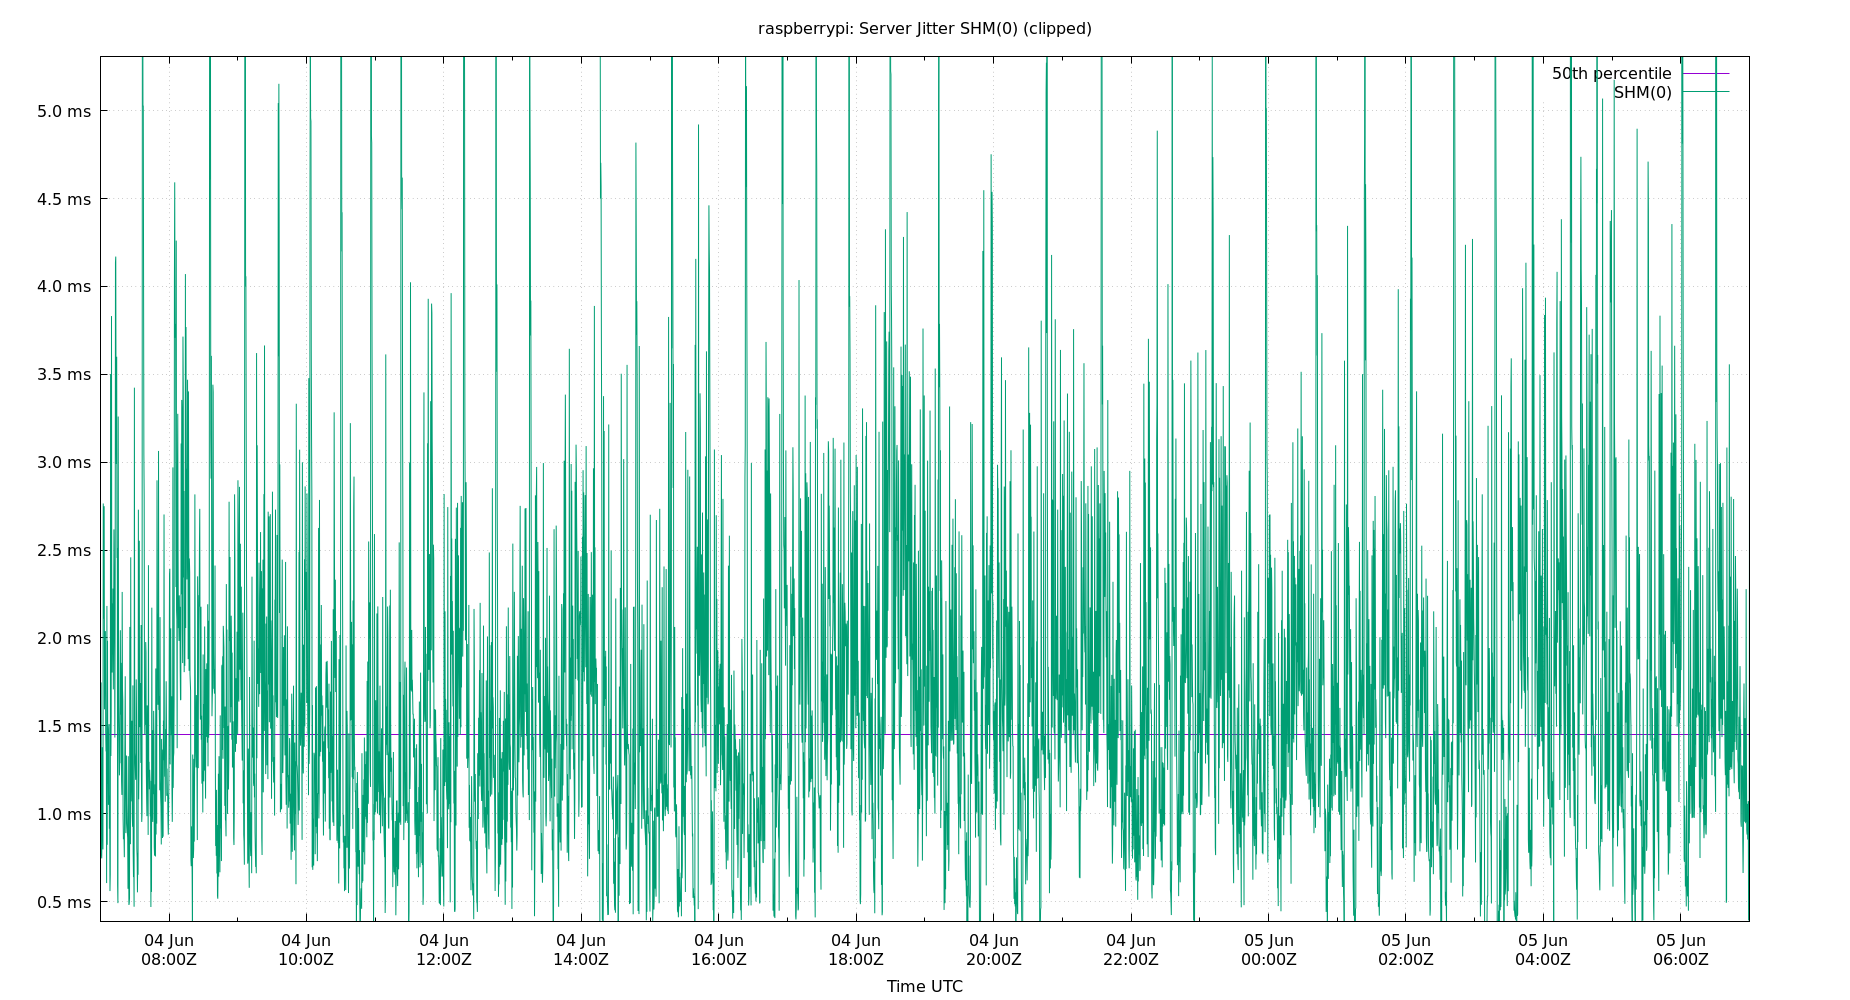 raspberrypi: Server Jitter SHM(0) (clipped)
50th percentile
SHM(0)
5.0 ms
4.5 ms
4.0 ms
3.5 ms
3.0 ms
2.5 ms
2.0 ms
1.5 ms
1.0 ms
0.5 ms
04 Jun 04 Jun 04 Jun 04 Jun 04 Jun 04 Jun 04 Jun 04 Jun 05 Jun 05 Jun 05 Jun 05 Jun
08:00Z 10:00Z 12:00Z 14:00Z 16:00Z 18:00Z 20:00Z 22:00Z 00:00Z 02:00Z 04:00Z 06:00Z
Time UTC